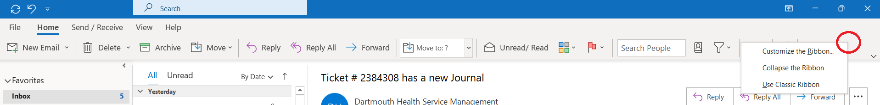 Search
File Home Send / Receive View Help
New Email Delete Archive Move Reply Reply All Forward Move to: ? Unread/ Read Search People
Customize the Ribbon...
Collapse the Ribbon
Use Classic Ribbon
Favorites
Inbox 5
All Unread By Date
Yesterday
Ticket # 2384308 has a new Journal
Dartmouth Health Service Management
Reply Reply All Forward